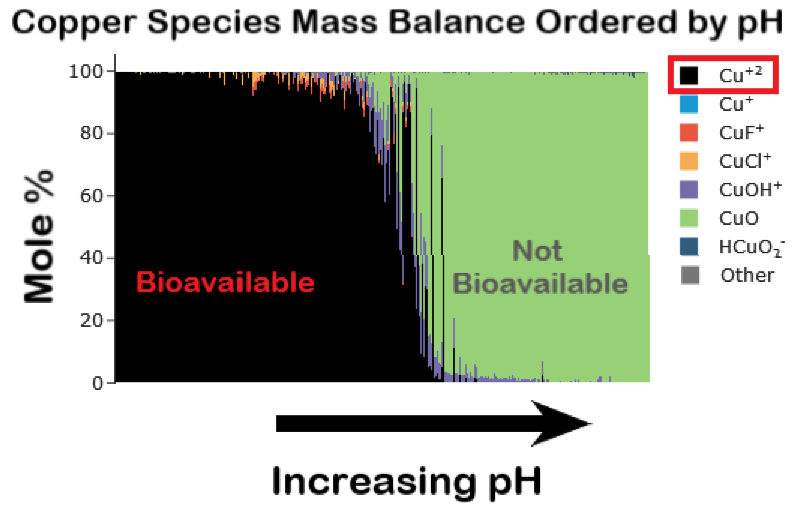 Copper Species Mass Balance Ordered by pH
100
80
60
40
20
0
Mole %
Bioavailable
Not
Bioavailable
Cu⁺²
Cu⁺
CuF⁺
CuCl⁺
CuOH⁺
CuO
HCuO₂⁻
Other
Increasing pH